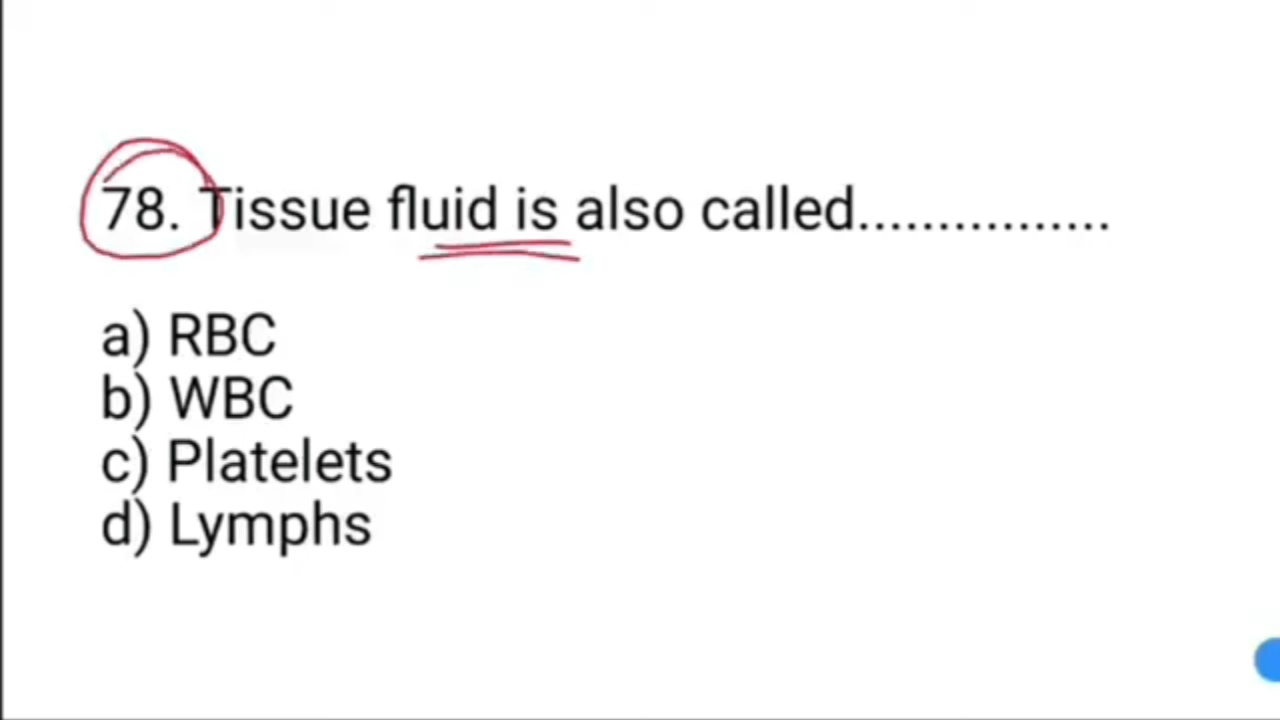 78. Tissue fluid is also called................
a) RBC
b) WBC
c) Platelets
d) Lymphs